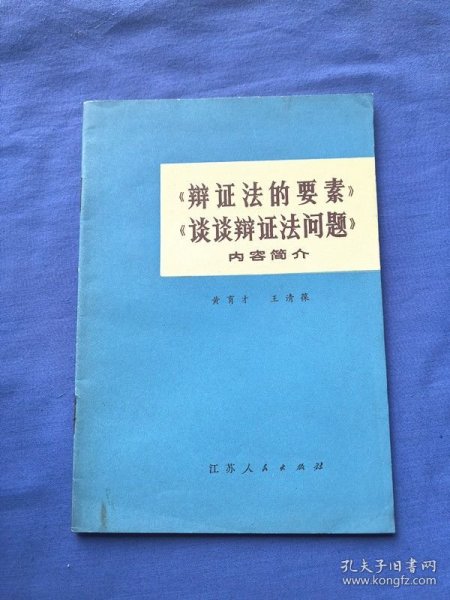 《辩证法的要素》
《谈谈辩证法问题》
内容简介
黄育才 王清葆
江苏人民出版社
孔夫子旧书网
www.kongfz.com